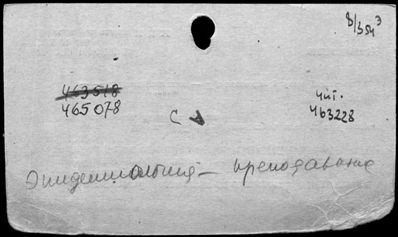 8/354³
463518
465078
чит.
463228
С А
Эпидемиология – преподавание